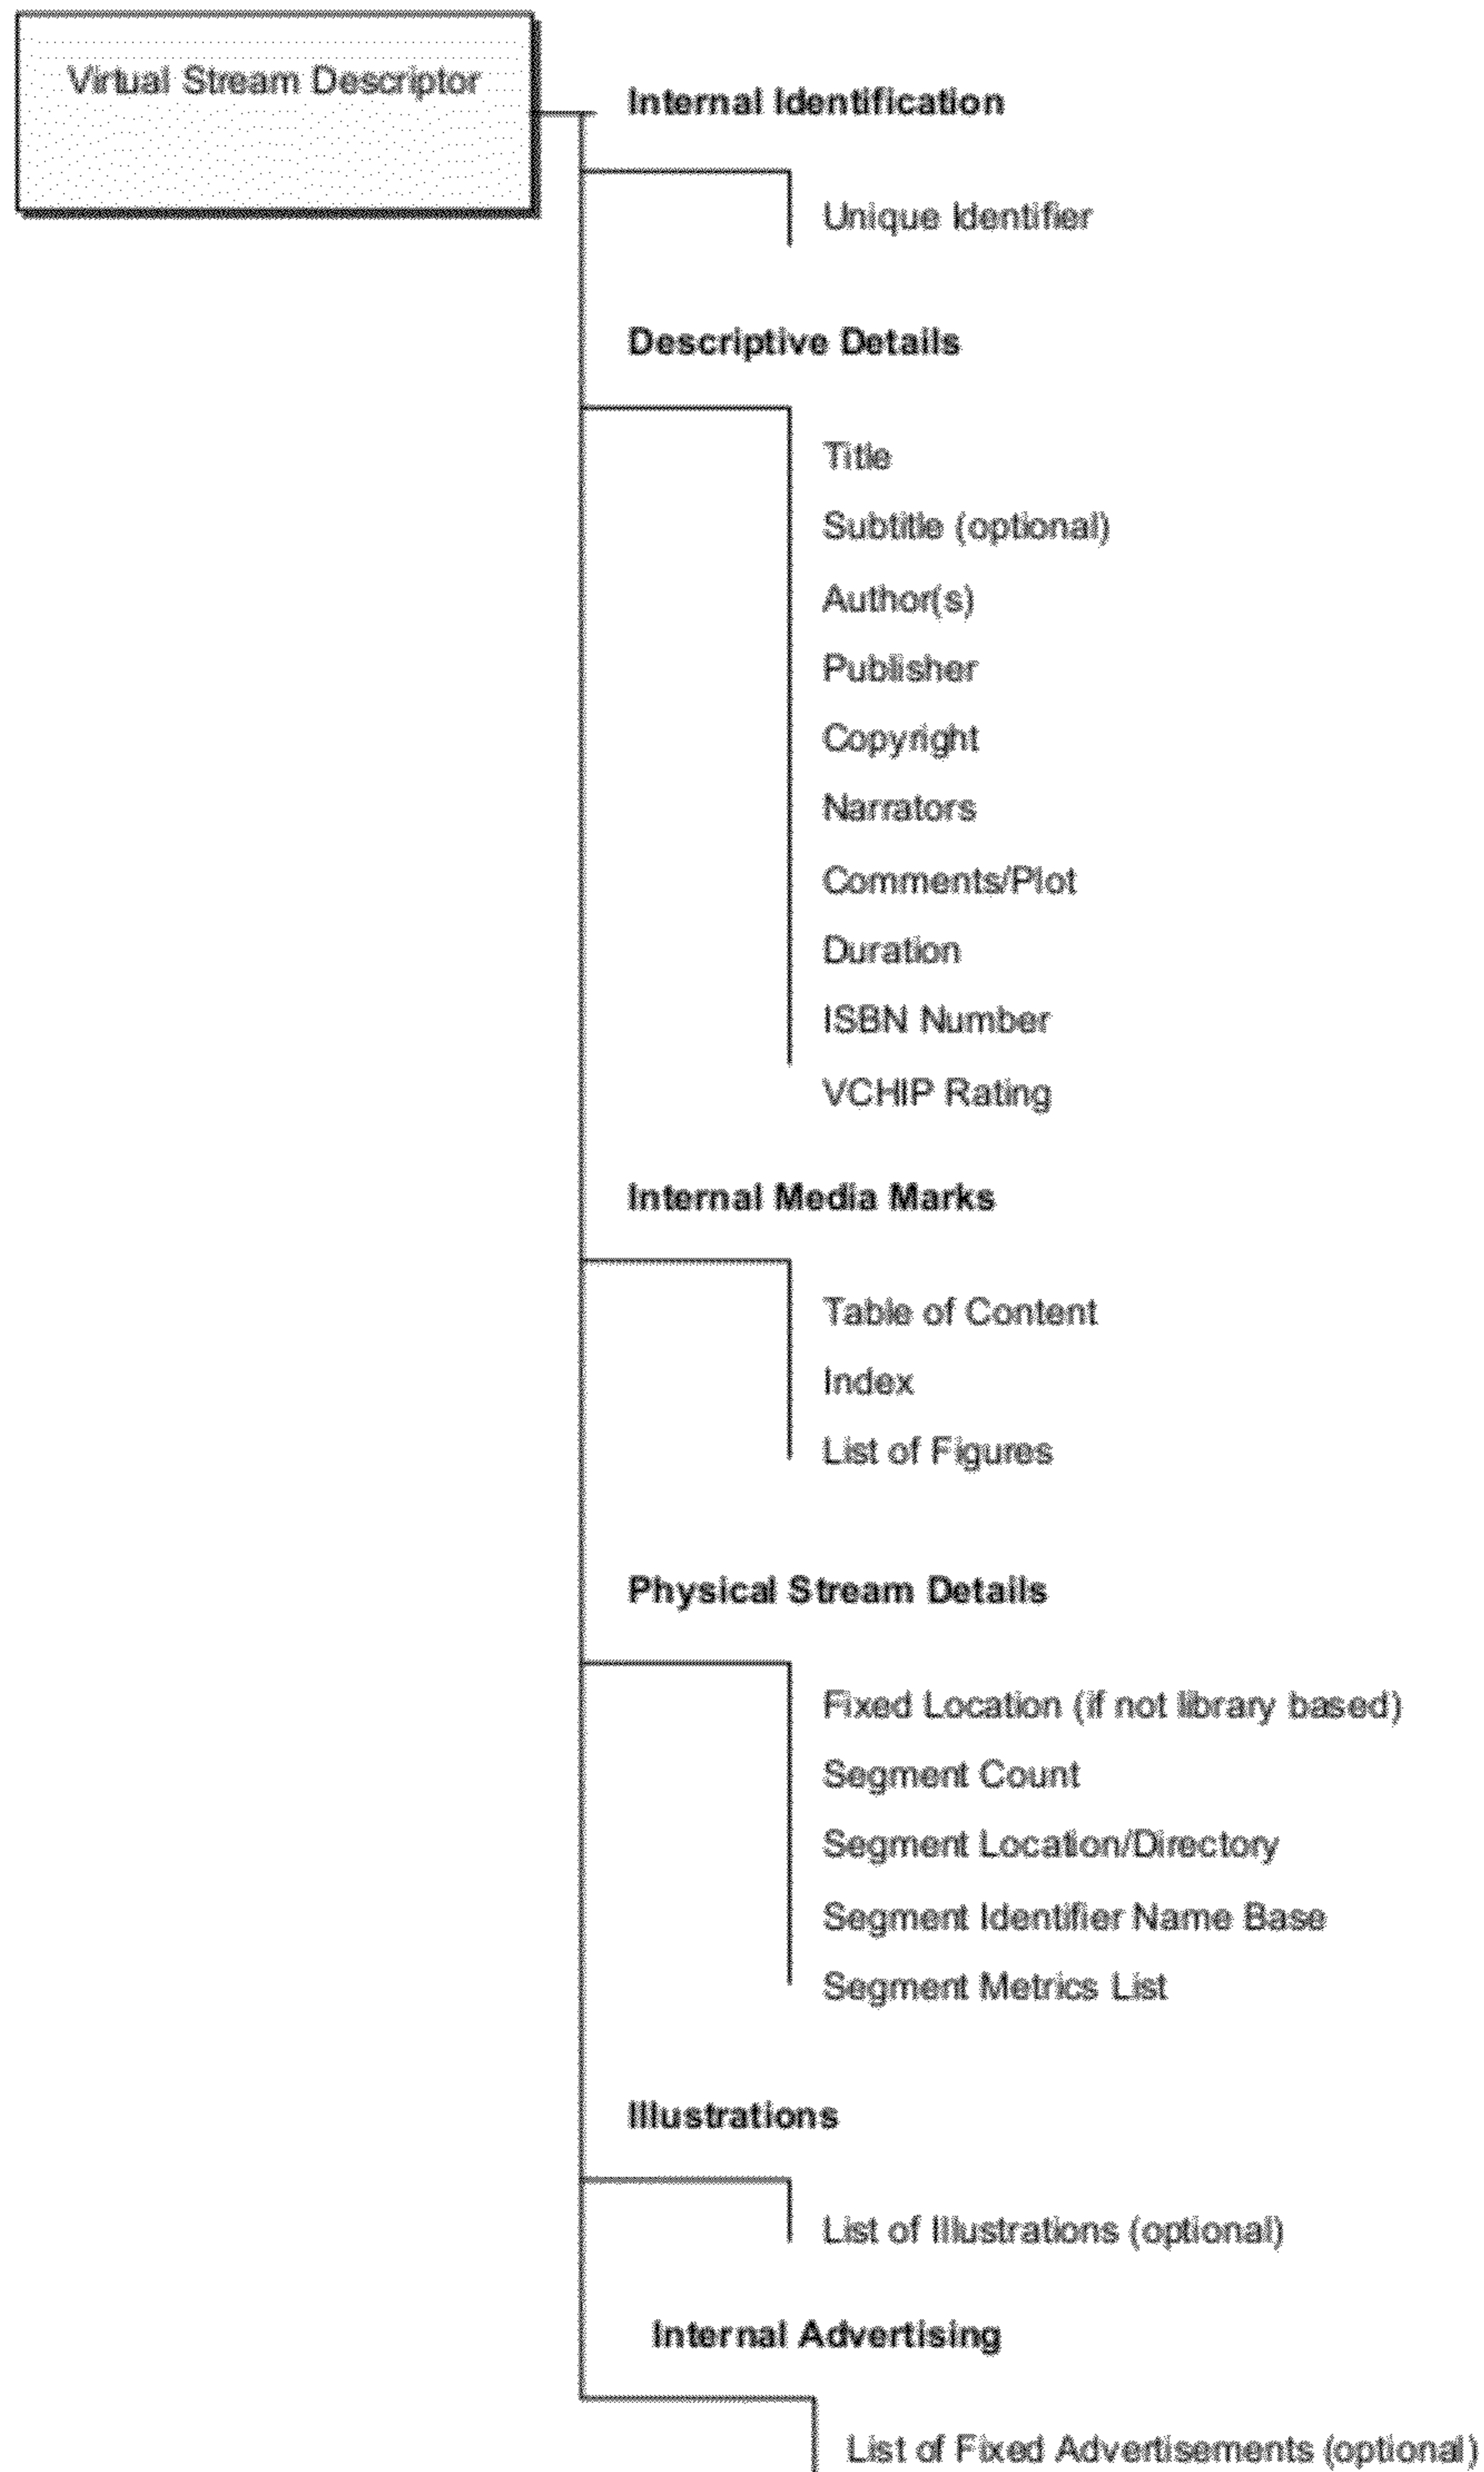 Virtual Stream Descriptor
Internal Identification
Unique Identifier
Descriptive Details
Title
Subtitle (optional)
Author(s)
Publisher
Copyright
Narrators
Comments/Plot
Duration
ISBN Number
VCHIP Rating
Internal Media Marks
Table of Content
Index
List of Figures
Physical Stream Details
Fixed Location (if not library based)
Segment Count
Segment Location/Directory
Segment Identifier Name Base
Segment Metrics List
Illustrations
List of Illustrations (optional)
Internal Advertising
List of Fixed Advertisements (optional)